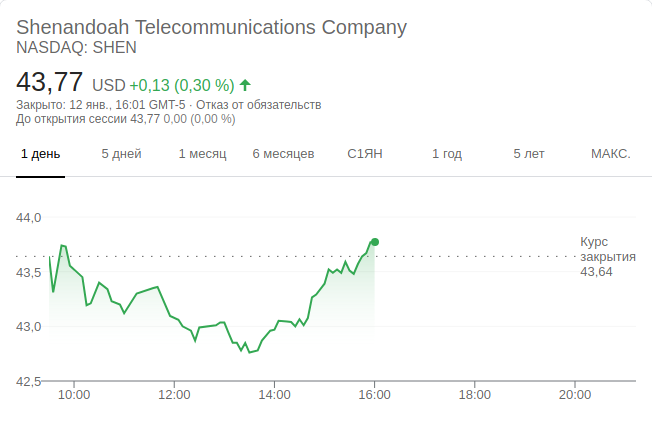 Shenandoah Telecommunications Company
NASDAQ: SHEN
43,77 USD +0,13 (0,30 %)
Закрыто: 12 янв., 16:01 GMT-5 · Отказ от обязательств
До открытия сессии 43,77 0,00 (0,00 %)
1 день 5 дней 1 месяц 6 месяцев С1ЯН 1 год 5 лет МАКС.
44,0
Курс
закрытия
43,64
43,5
43,0
42,5
10:00 12:00 14:00 16:00 18:00 20:00